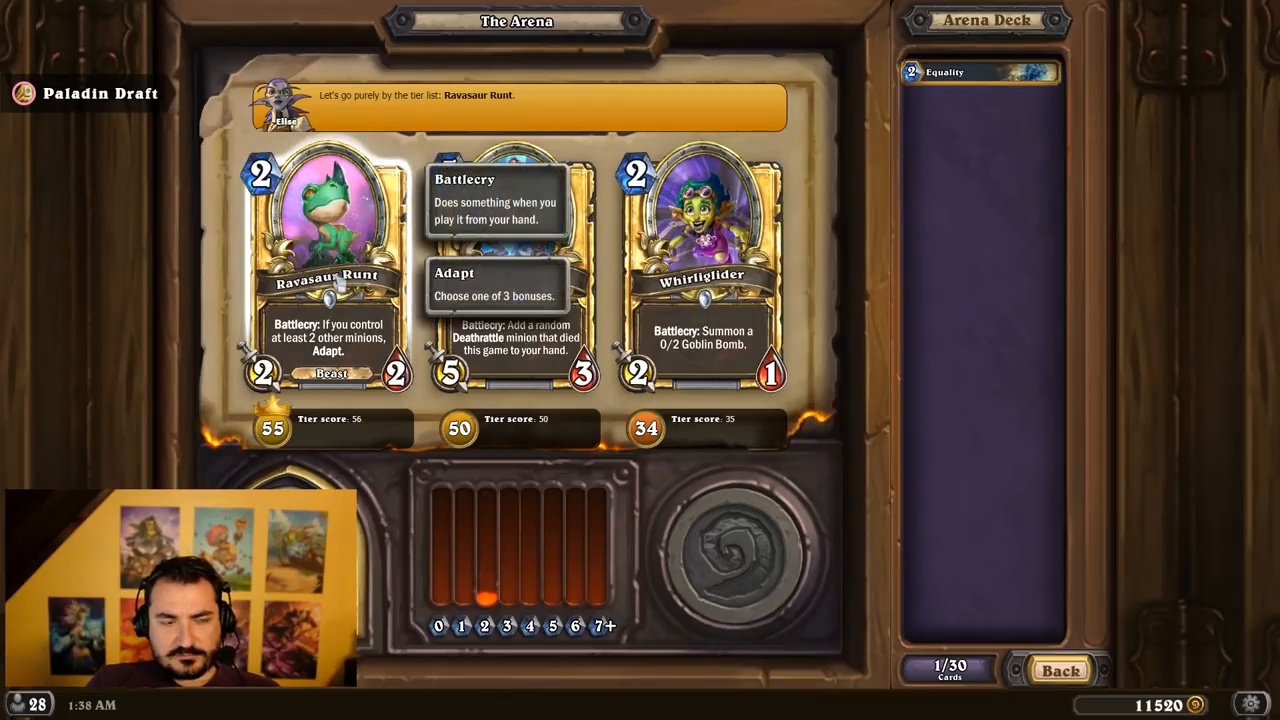 The Arena
Arena Deck
Paladin Draft
Let's go purely by the tier list: Ravasaur Runt.
Elise
2 Equality
2
Ravasaur Runt
Battlecry: If you control
at least 2 other minions,
Adapt.
Beast
2
2
Battlecry
Does something when you
play it from your hand.
Adapt
Choose one of 3 bonuses.
Battlecry: Add a random
Deathrattle minion that died
this game to your hand.
5
3
2
Whirlglider
Battlecry: Summon a
0/2 Goblin Bomb.
2
1
55
Tier score: 56
50
Tier score: 50
34
Tier score: 35
0 1 2 3 4 5 6 7+
1/30
Cards
Back
28
1:38 AM
11520